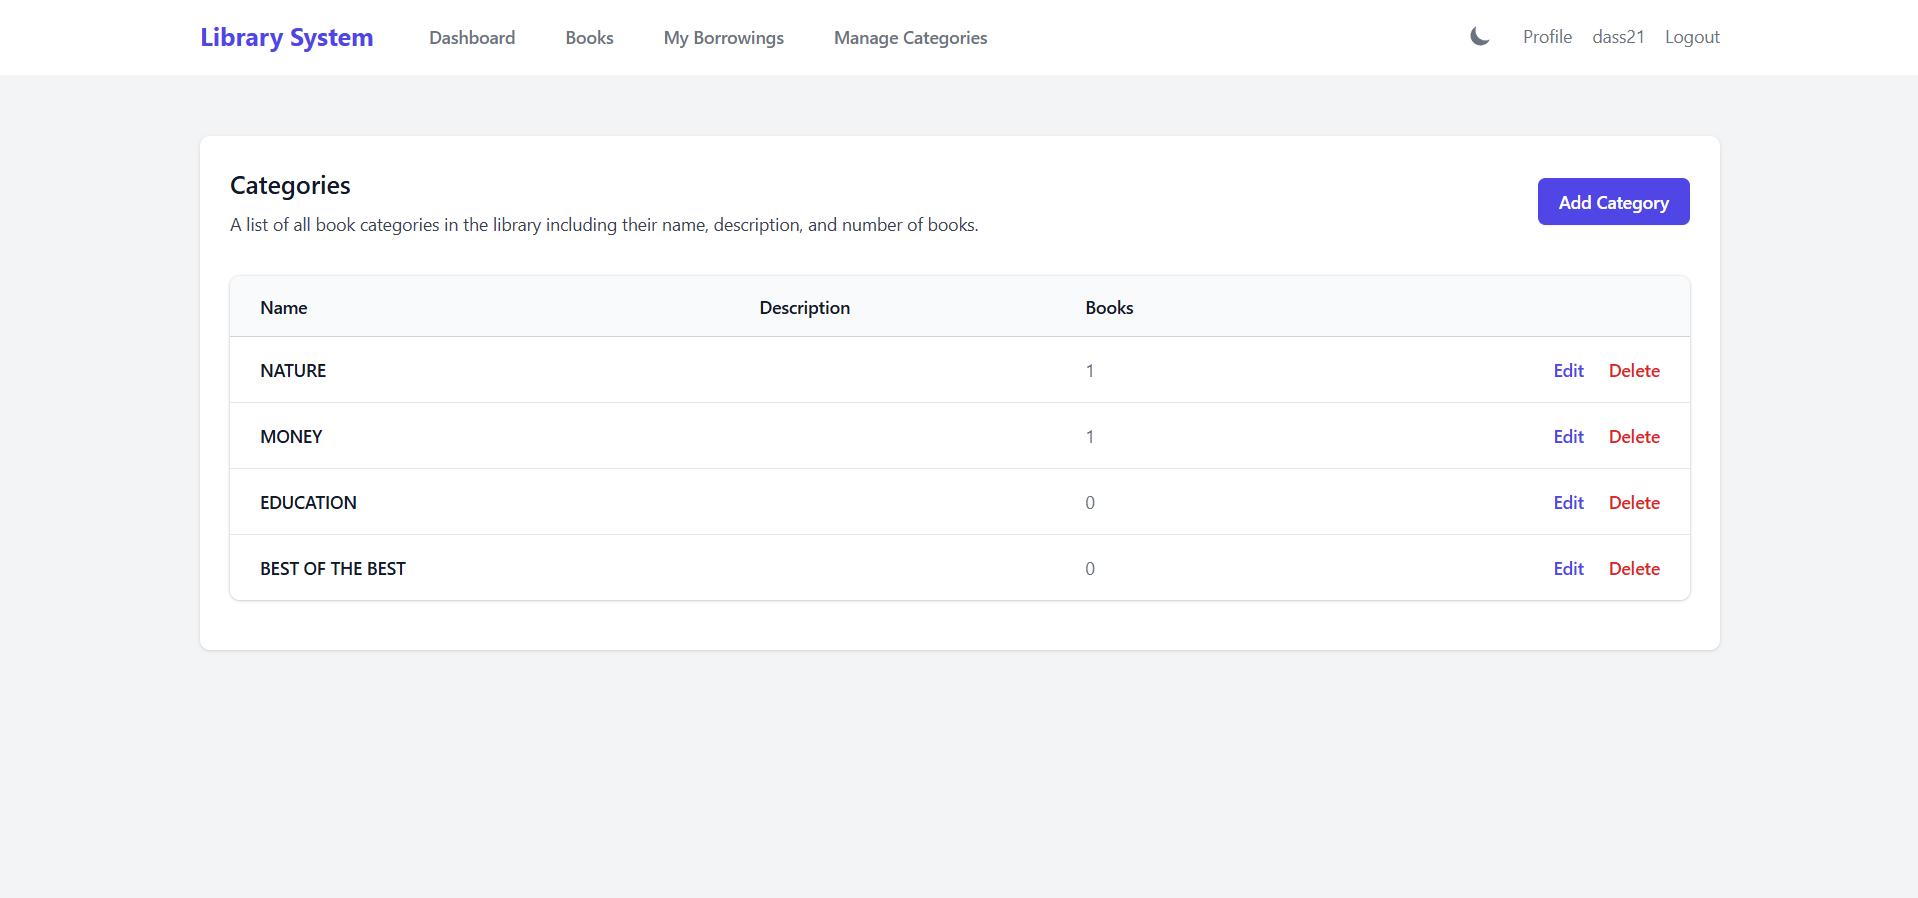 Library System Dashboard Books My Borrowings Manage Categories Profile dass21 Logout
Categories
Add Category
A list of all book categories in the library including their name, description, and number of books.
Name Description Books
NATURE 1 Edit Delete
MONEY 1 Edit Delete
EDUCATION 0 Edit Delete
BEST OF THE BEST 0 Edit Delete